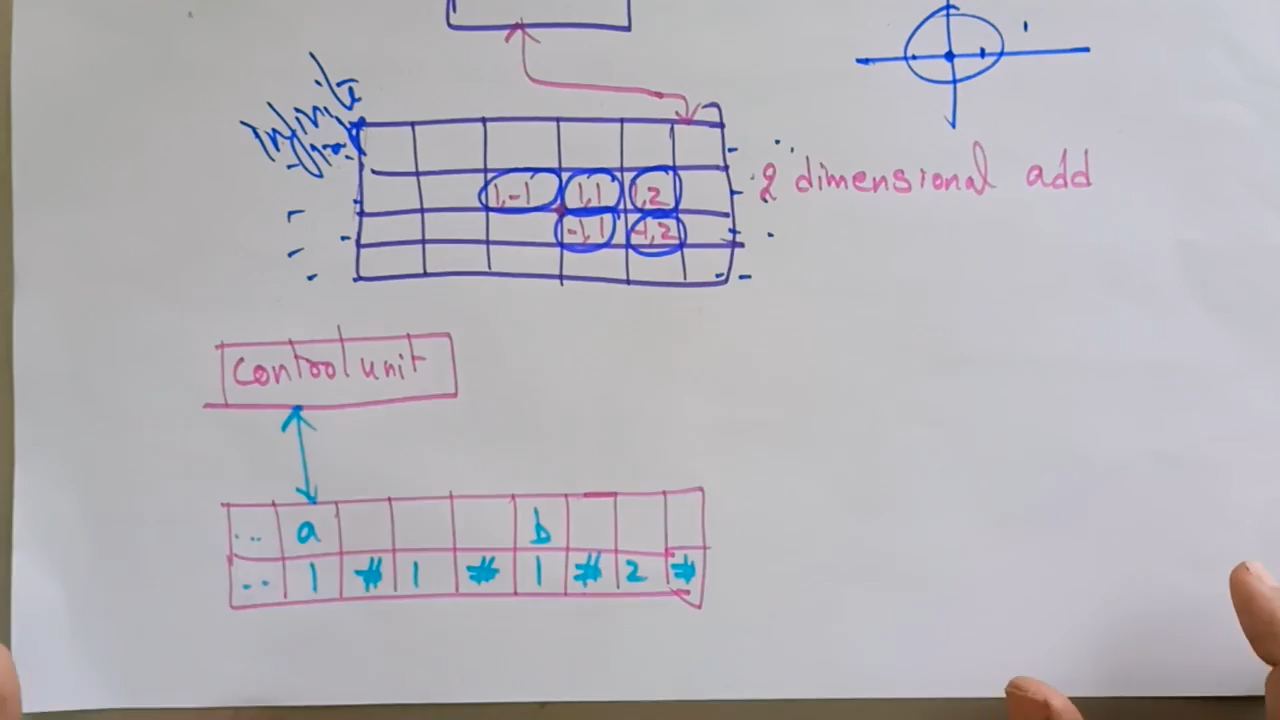 Infinite
2 dimensional add
1,-1 1,1 1,2
-1,1 -1,2
control unit
... a b
.. 1 # 1 # 1 # 2 #